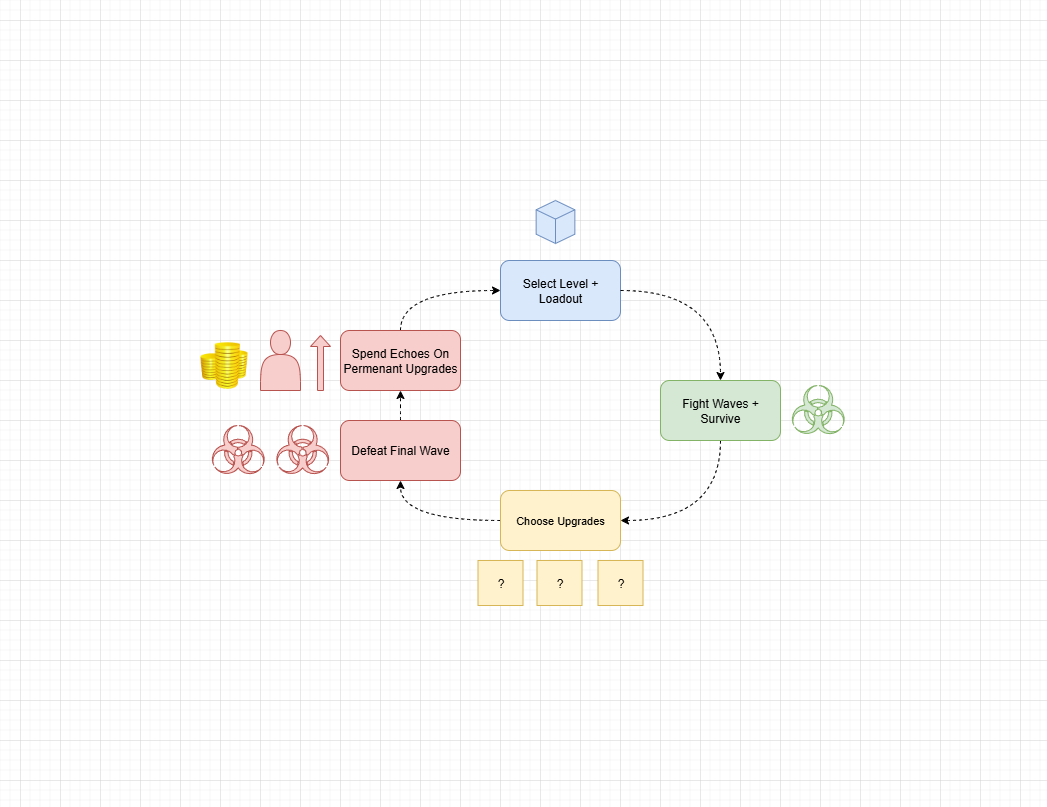 Select Level +
Loadout
Fight Waves +
Survive
Choose Upgrades
?
?
?
Defeat Final Wave
Spend Echoes On
Permenant Upgrades